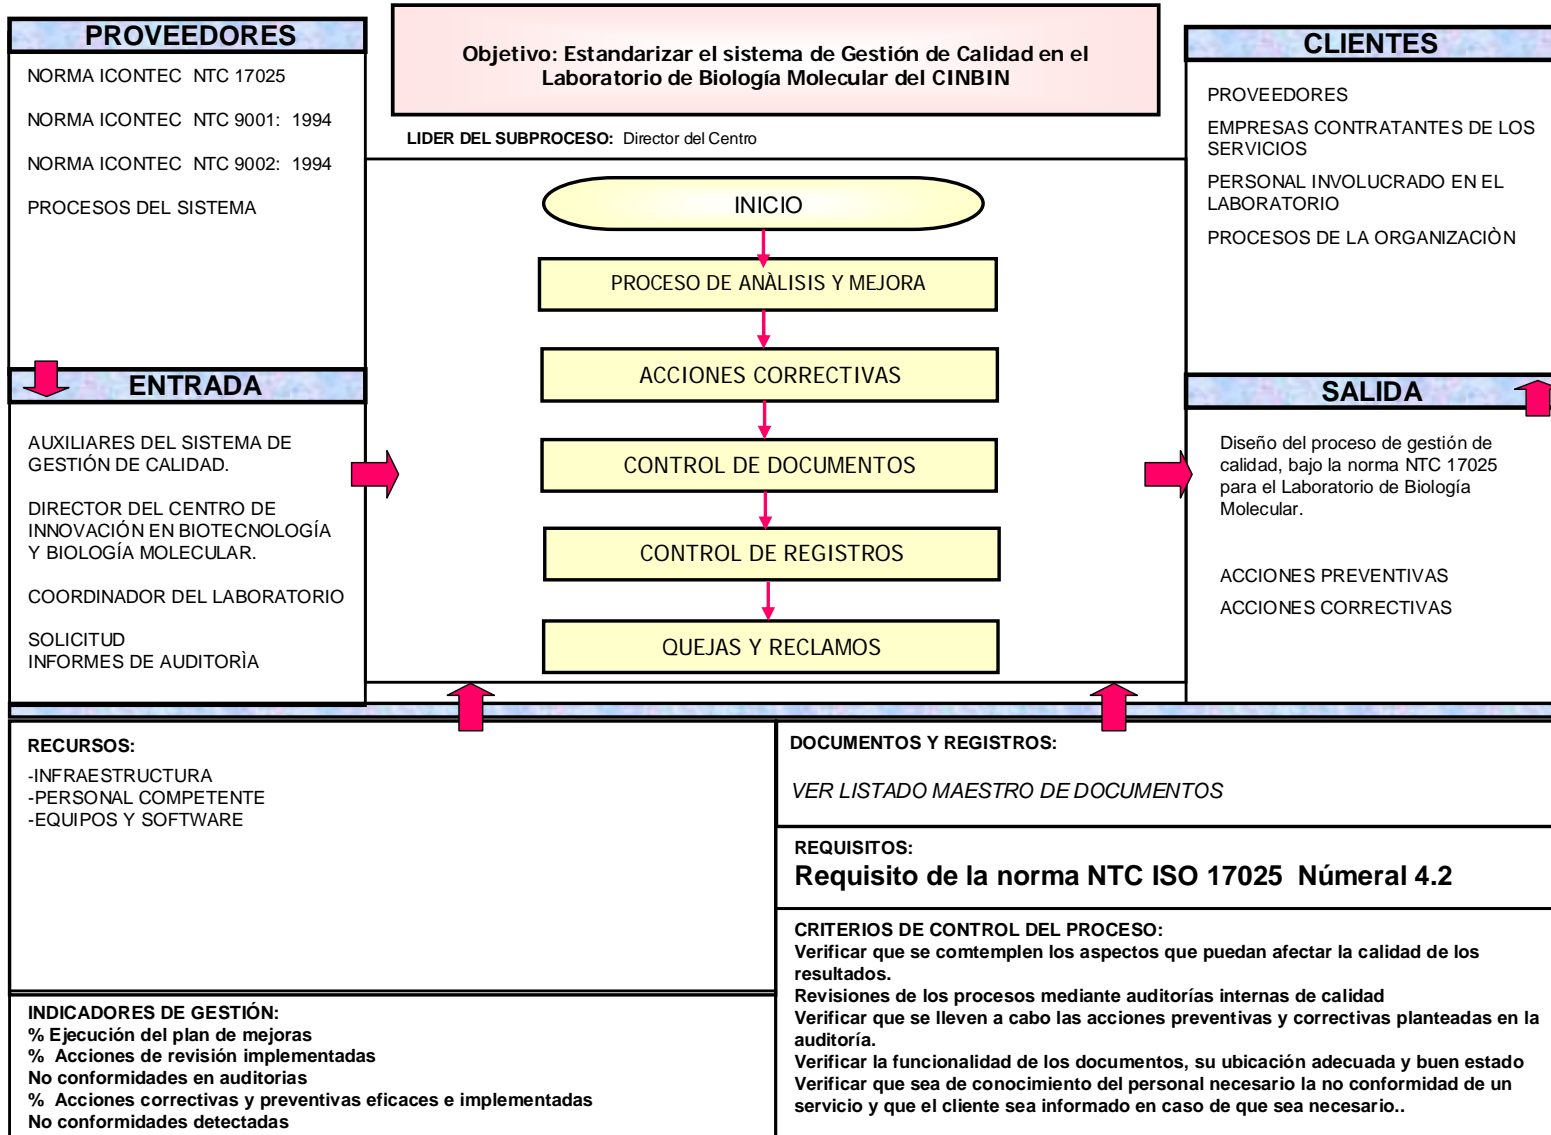 PROVEEDORES
NORMA ICONTEC NTC 17025
NORMA ICONTEC NTC 9001: 1994
NORMA ICONTEC NTC 9002: 1994
PROCESOS DEL SISTEMA
Objetivo: Estandarizar el sistema de Gestión de Calidad en el
Laboratorio de Biología Molecular del CINBIN
LIDER DEL SUBPROCESO: Director del Centro
CLIENTES
PROVEEDORES
EMPRESAS CONTRATANTES DE LOS
SERVICIOS
PERSONAL INVOLUCRADO EN EL
LABORATORIO
PROCESOS DE LA ORGANIZACIÒN
INICIO
PROCESO DE ANÀLISIS Y MEJORA
ACCIONES CORRECTIVAS
CONTROL DE DOCUMENTOS
CONTROL DE REGISTROS
QUEJAS Y RECLAMOS
ENTRADA
AUXILIARES DEL SISTEMA DE
GESTIÓN DE CALIDAD.
DIRECTOR DEL CENTRO DE
INNOVACIÓN EN BIOTECNOLOGÍA
Y BIOLOGÍA MOLECULAR.
COORDINADOR DEL LABORATORIO
SOLICITUD
INFORMES DE AUDITORÌA
SALIDA
Diseño del proceso de gestión de
calidad, bajo la norma NTC 17025
para el Laboratorio de Biología
Molecular.
ACCIONES PREVENTIVAS
ACCIONES CORRECTIVAS
RECURSOS:
-INFRAESTRUCTURA
-PERSONAL COMPETENTE
-EQUIPOS Y SOFTWARE
INDICADORES DE GESTIÓN:
% Ejecución del plan de mejoras
% Acciones de revisión implementadas
No conformidades en auditorias
% Acciones correctivas y preventivas eficaces e implementadas
No conformidades detectadas
DOCUMENTOS Y REGISTROS:
VER LISTADO MAESTRO DE DOCUMENTOS
REQUISITOS:
Requisito de la norma NTC ISO 17025 Númeral 4.2
CRITERIOS DE CONTROL DEL PROCESO:
Verificar que se comtemplen los aspectos que puedan afectar la calidad de los
resultados.
Revisiones de los procesos mediante auditorías internas de calidad
Verificar que se lleven a cabo las acciones preventivas y correctivas planteadas en la
auditoría.
Verificar la funcionalidad de los documentos, su ubicación adecuada y buen estado
Verificar que sea de conocimiento del personal necesario la no conformidad de un
servicio y que el cliente sea informado en caso de que sea necesario..